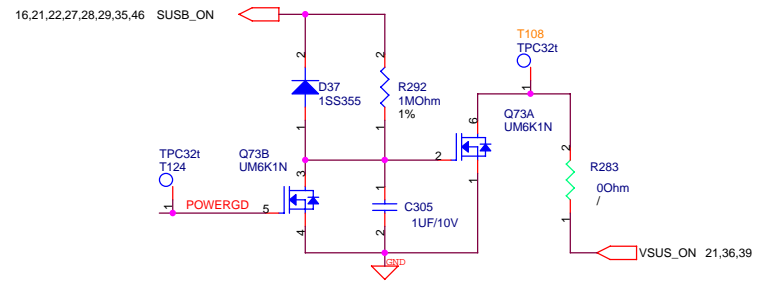 16,21,22,27,28,29,35,46 SUSB_ON
T108
TPC32t
1
2
2
D37
1SS355
R292
1MOhm
1%
1
1
Q73A
UM6K1N
6
2
1
TPC32t
T124
1
Q73B
UM6K1N
3
POWERGD
5
4
1
C305
1UF/10V
2
2
R283
0Ohm
/
1
GND
VSUS_ON 21,36,39